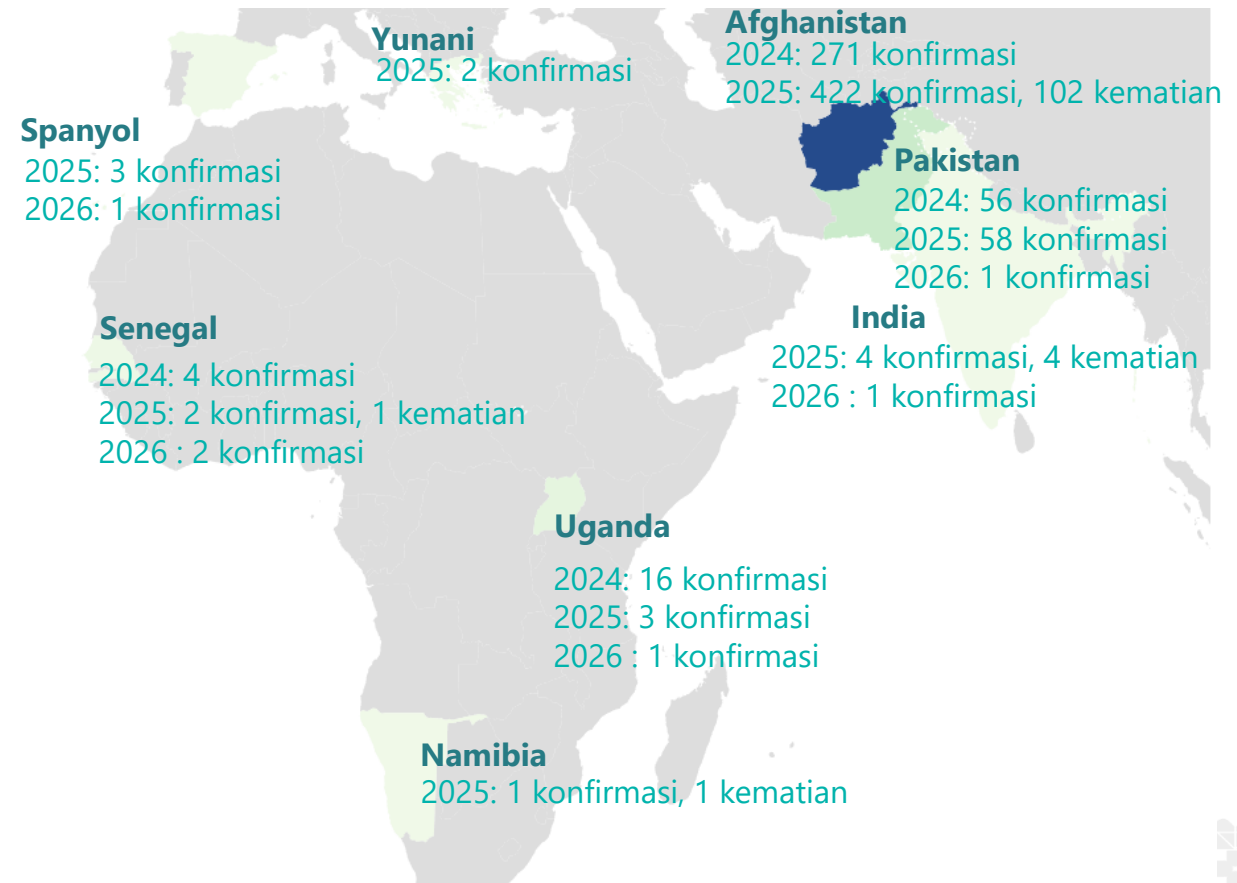 Yunani
2025: 2 konfirmasi
Afghanistan
2024: 271 konfirmasi
2025: 422 konfirmasi, 102 kematian
Spanyol
2025: 3 konfirmasi
2026: 1 konfirmasi
Pakistan
2024: 56 konfirmasi
2025: 58 konfirmasi
2026: 1 konfirmasi
Senegal
2024: 4 konfirmasi
2025: 2 konfirmasi, 1 kematian
2026 : 2 konfirmasi
India
2025: 4 konfirmasi, 4 kematian
2026 : 1 konfirmasi
Uganda
2024: 16 konfirmasi
2025: 3 konfirmasi
2026 : 1 konfirmasi
Namibia
2025: 1 konfirmasi, 1 kematian